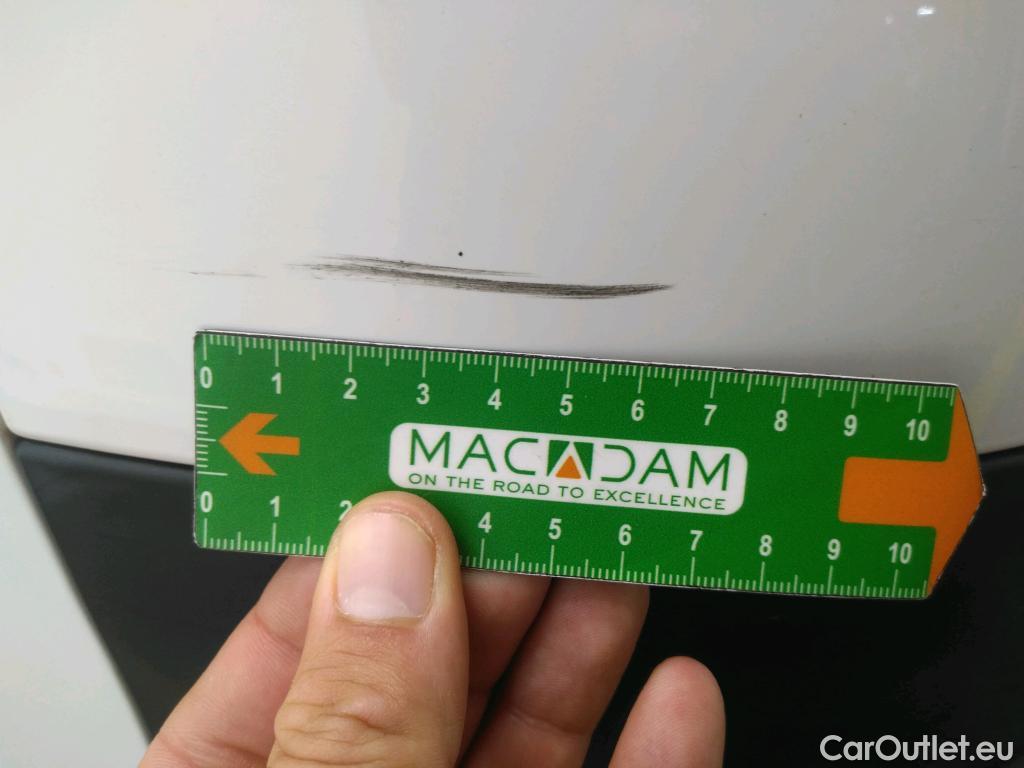 0 1 2 3 4 5 6 7 8 9 10
MACADAM
ON THE ROAD TO EXCELLENCE
0 1 2 4 5 6 7 8 9 10
CarOutlet.eu